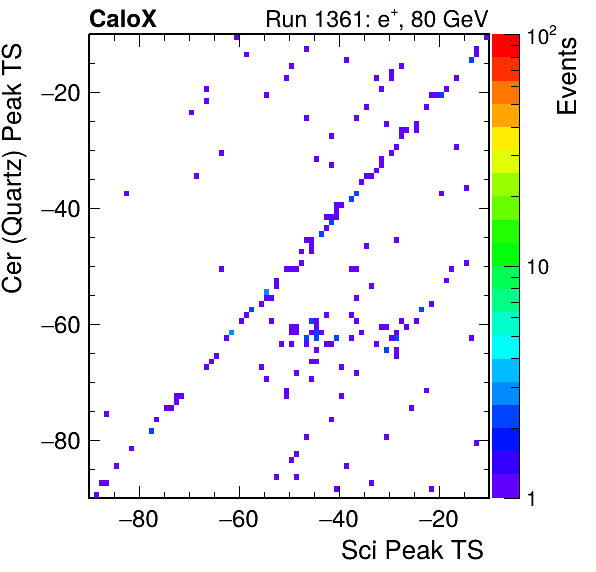 CaloX Run 1361: e⁺, 80 GeV
Cer (Quartz) Peak TS
−20
−40
−60
−80
−80 −60 −40 −20
Sci Peak TS
10²
10
1
Events